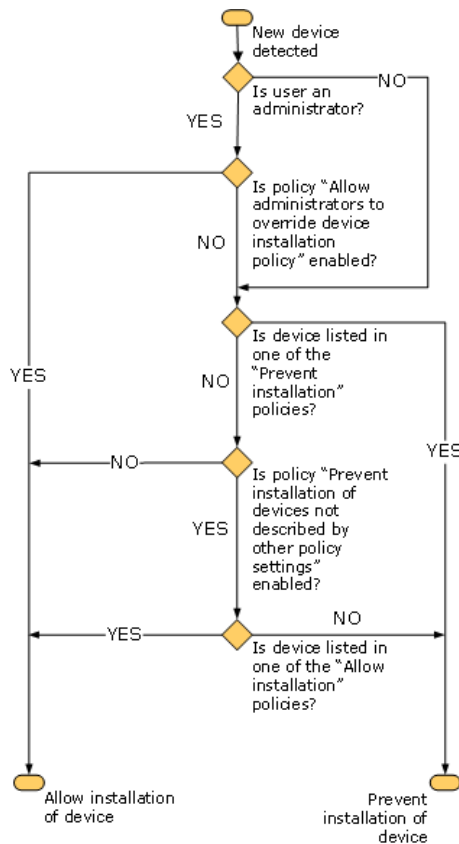 New device
detected
Is user an
administrator?
NO
YES
Is policy “Allow
administrators to
override device
installation
policy” enabled?
NO
Is device listed in
one of the
“Prevent
installation”
policies?
YES
NO
YES
NO
Is policy “Prevent
installation of
devices not
described by
other policy
settings”
enabled?
YES
YES
NO
Is device listed in
one of the “Allow
installation”
policies?
Allow installation
of device
Prevent
installation of
device